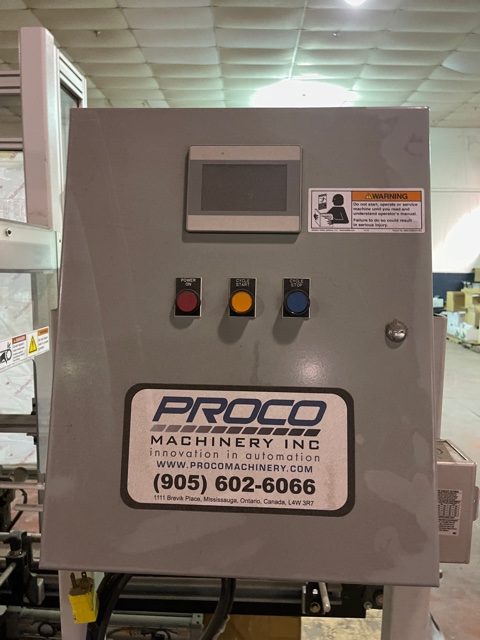 WARNING
Do not start, operate or service
machine until you read and
understand operator's manual.
Failure to do so could result
in serious injury.
POWER
ON
CYCLE
START
CYCLE
STOP
WARNING
PROCO
MACHINERY INC
innovation in automation
WWW.PROCOMACHINERY.COM
(905) 602-6066
1111 Brevik Place, Mississauga, Ontario, Canada, L4W 3R7